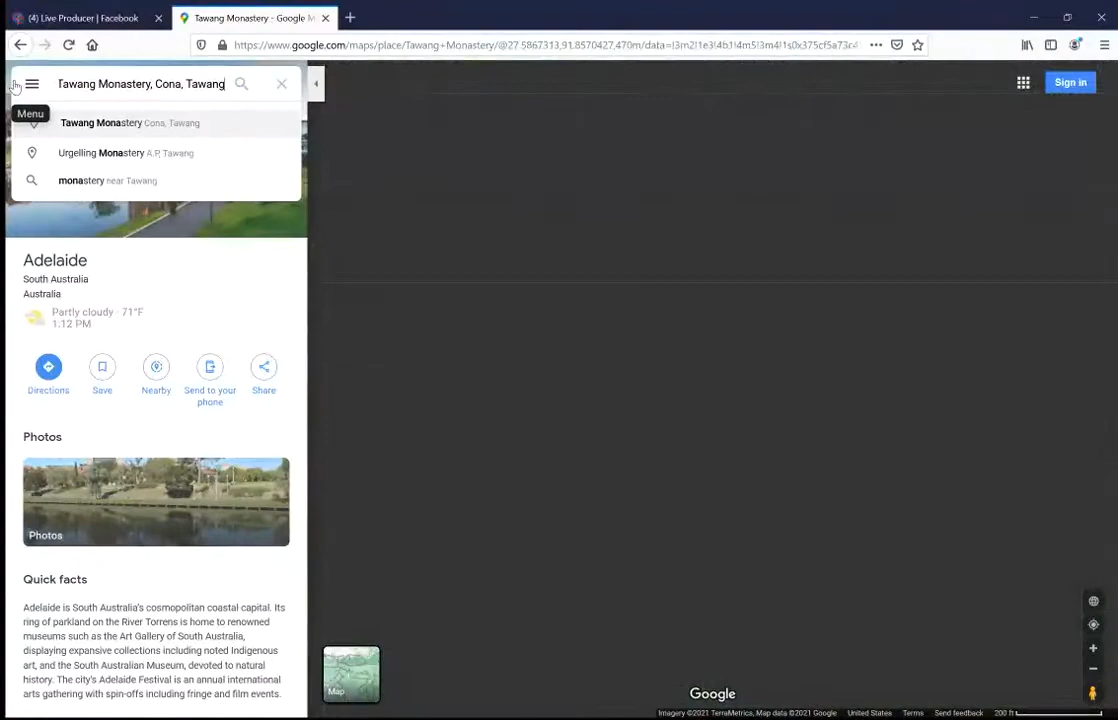 (4) Live Producer | Facebook
Tawang Monastery - Google M
https://www.google.com/maps/place/Tawang+Monastery/@27.5867313,91.8570427,470m/data=!3m2!1e3!4b1!4m5!3m4!1s0x375cf5a73c4
Tawang Monastery, Cona, Tawang
Sign in
Menu
Tawang Monastery Cona, Tawang
Urgelling Monastery A.P, Tawang
monastery near Tawang
Adelaide
South Australia
Australia
Partly cloudy · 71°F
1:12 PM
Directions
Save
Nearby
Send to your
phone
Share
Photos
Photos
Quick facts
Adelaide is South Australia's cosmopolitan coastal capital. Its
ring of parkland on the River Torrens is home to renowned
museums such as the Art Gallery of South Australia,
displaying expansive collections including noted Indigenous
art, and the South Australian Museum, devoted to natural
history. The city's Adelaide Festival is an annual international
arts gathering with spin-offs including fringe and film events.
Map
Google
Imagery ©2021 TerraMetrics, Map data ©2021 Google
United States
Terms
Send feedback
200 ft